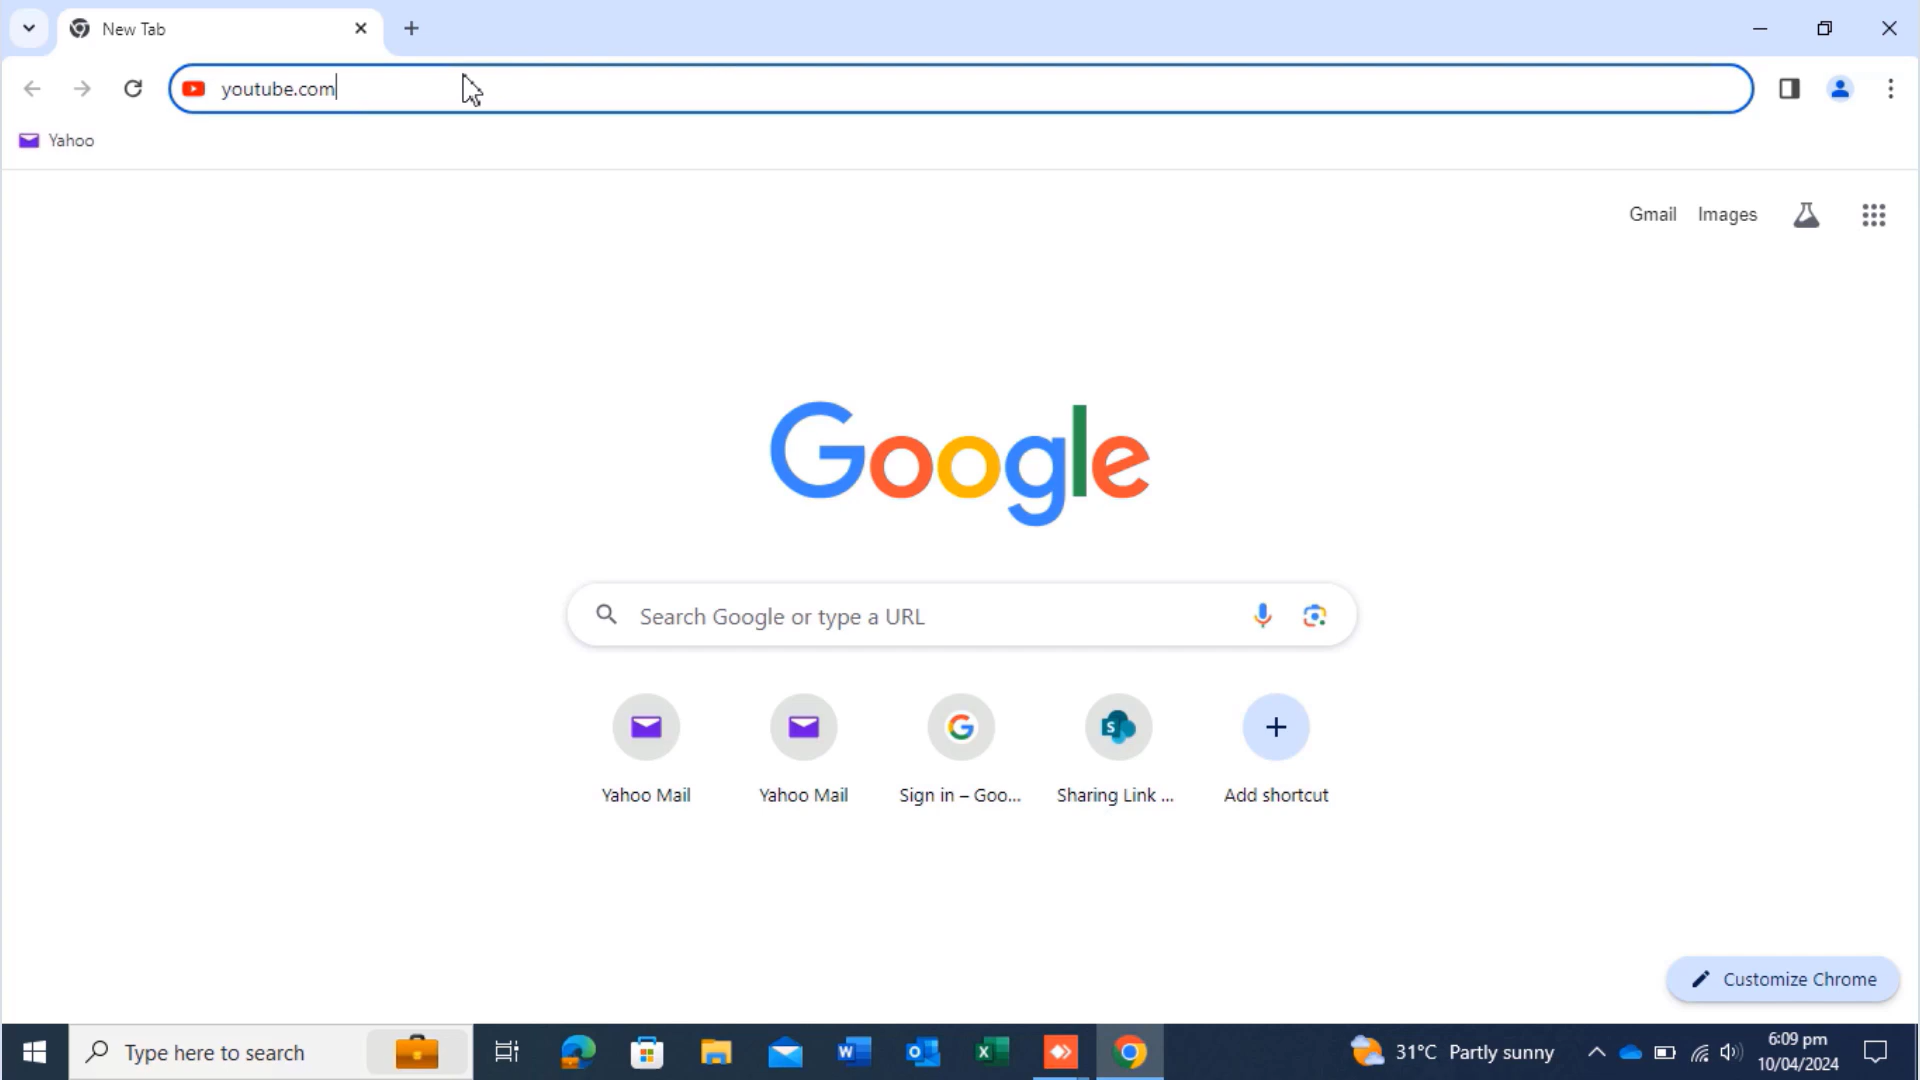 New Tab
youtube.com
Yahoo
Gmail Images
Google
Search Google or type a URL
Yahoo Mail Yahoo Mail Sign in – Goo... Sharing Link ... Add shortcut
Customize Chrome
Type here to search
31°C Partly sunny
6:09 pm
10/04/2024